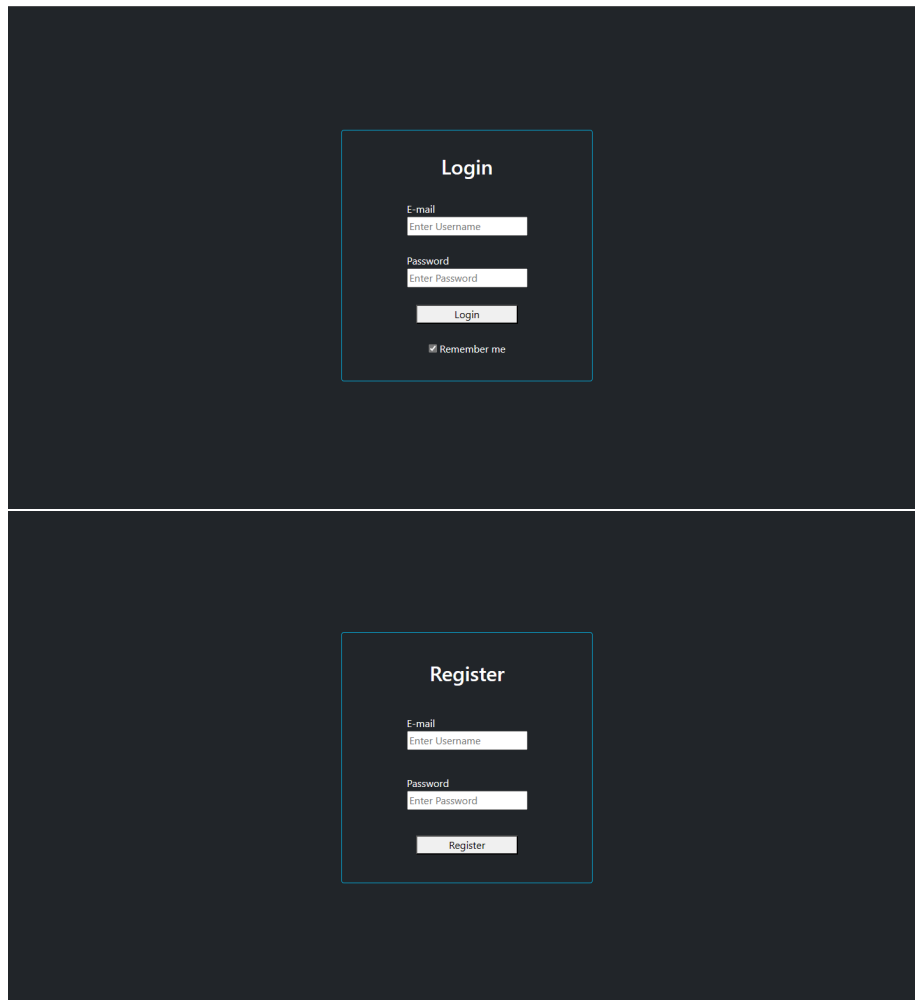 Login
E-mail
Enter Username
Password
Enter Password
Login
Remember me
Register
E-mail
Enter Username
Password
Enter Password
Register